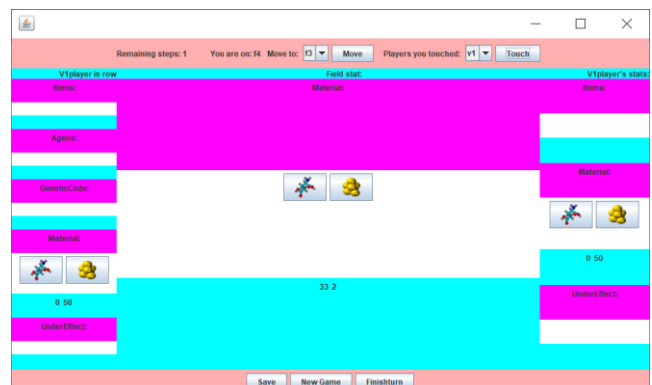 Remaining steps: 1 You are on: f4 Move to: f3 Move Players you touched: v1 Touch
V1player in row Field stat: V1player's stats:
Items: Material: Items:
Agens:
GeneticCode:
Material:
0 50
UnderEffect:
33 2
Material:
0 50
UnderEffect:
Save New Game Finishturn